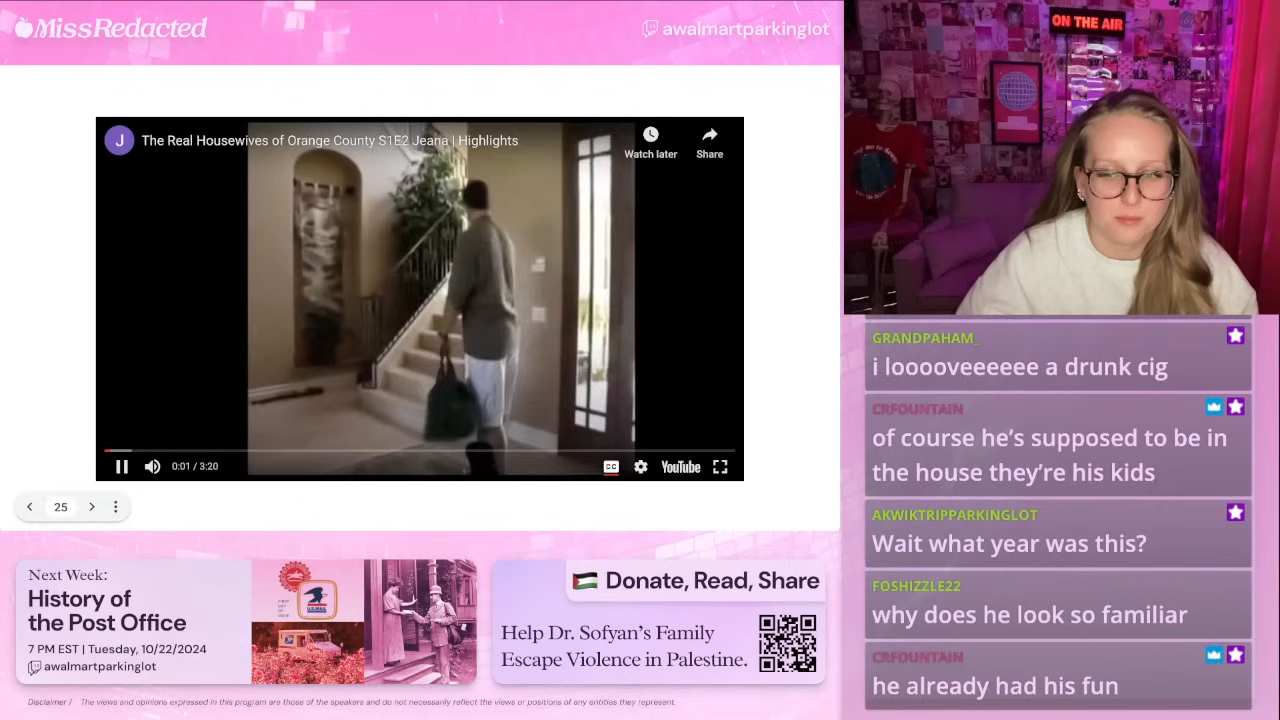 MissRedacted
awalmartparkinglot
ON THE AIR
J
The Real Housewives of Orange County S1E2 Jeana | Highlights
Watch later
Share
0:01 / 3:20
CC
YouTube
25
GRANDPAHAM_
i looooveeeeee a drunk cig
CRFOUNTAIN
of course he’s supposed to be in
the house they’re his kids
AKWIKTRIPPARKINGLOT
Wait what year was this?
FOSHIZZLE22
why does he look so familiar
CRFOUNTAIN
he already had his fun
Next Week:
History of
the Post Office
7 PM EST | Tuesday, 10/22/2024
awalmartparkinglot
U.S.MAIL
Donate, Read, Share
Help Dr. Sofyan’s Family
Escape Violence in Palestine.
Disclaimer / The views and opinions expressed in this program are those of the speakers and do not necessarily reflect the views or positions of any entities they represent.